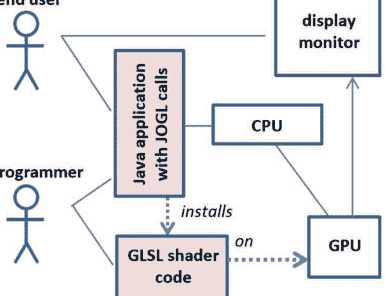 end user
display
monitor
Java application
with JOGL calls
CPU
rogrammer
installs
on
GLSL shader
code
GPU